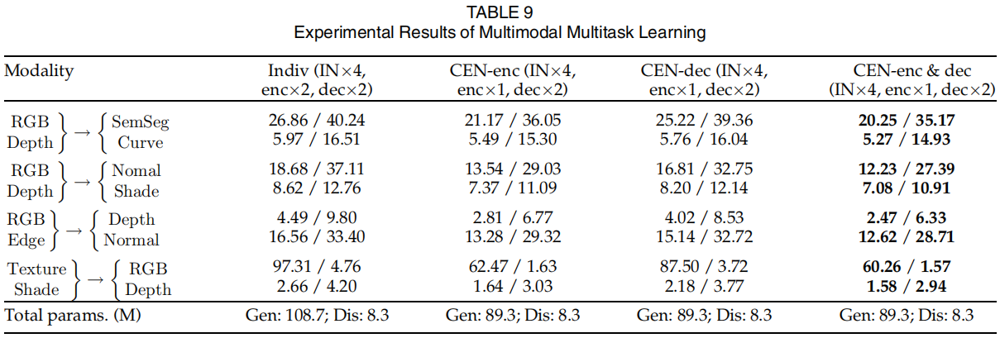 TABLE 9
Experimental Results of Multimodal Multitask Learning
Modality Indiv (IN×4, enc×2, dec×2) CEN-enc (IN×4, enc×1, dec×2) CEN-dec (IN×4, enc×1, dec×2) CEN-enc & dec (IN×4, enc×1, dec×2)
RGB } → { SemSeg 26.86 / 40.24 21.17 / 36.05 25.22 / 39.36 20.25 / 35.17
Depth Curve 5.97 / 16.51 5.49 / 15.30 5.76 / 16.04 5.27 / 14.93
RGB } → { Nomal 18.68 / 37.11 13.54 / 29.03 16.81 / 32.75 12.23 / 27.39
Depth Shade 8.62 / 12.76 7.37 / 11.09 8.20 / 12.14 7.08 / 10.91
RGB } → { Depth 4.49 / 9.80 2.81 / 6.77 4.02 / 8.53 2.47 / 6.33
Edge Normal 16.56 / 33.40 13.28 / 29.32 15.14 / 32.72 12.62 / 28.71
Texture } → { RGB 97.31 / 4.76 62.47 / 1.63 87.50 / 3.72 60.26 / 1.57
Shade Depth 2.66 / 4.20 1.64 / 3.03 2.18 / 3.77 1.58 / 2.94
Total params. (M) Gen: 108.7; Dis: 8.3 Gen: 89.3; Dis: 8.3 Gen: 89.3; Dis: 8.3 Gen: 89.3; Dis: 8.3